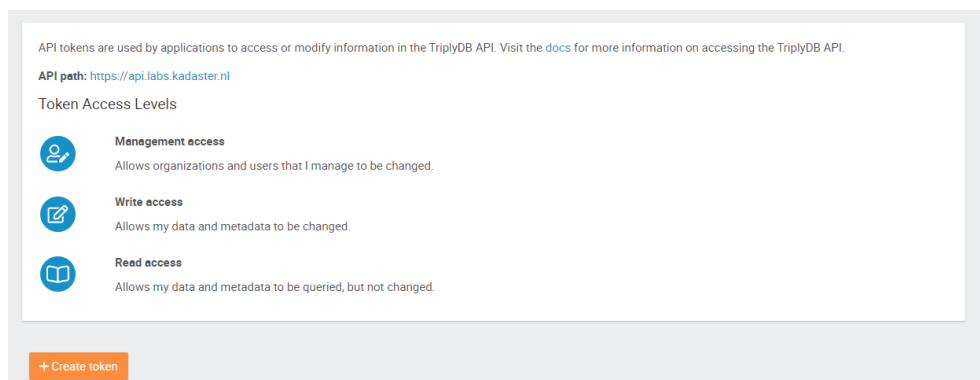 API tokens are used by applications to access or modify information in the TriplyDB API. Visit the docs for more information on accessing the TriplyDB API.
API path: https://api.labs.kadaster.nl
Token Access Levels
Management access
Allows organizations and users that I manage to be changed.
Write access
Allows my data and metadata to be changed.
Read access
Allows my data and metadata to be queried, but not changed.
+ Create token